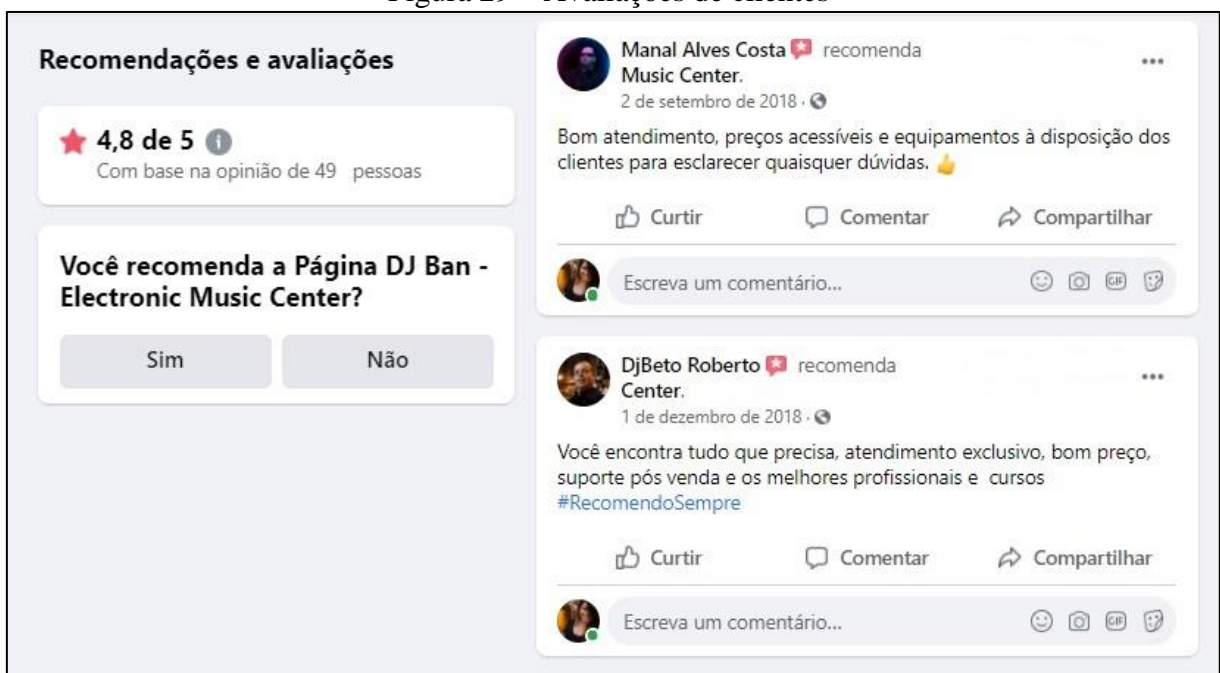 Recomendações e avaliações
4,8 de 5
Com base na opinião de 49 pessoas
Você recomenda a Página DJ Ban -
Electronic Music Center?
Sim
Não
Manal Alves Costa recomenda
Music Center.
2 de setembro de 2018 ·
Bom atendimento, preços acessíveis e equipamentos à disposição dos
clientes para esclarecer quaisquer dúvidas.
Curtir
Comentar
Compartilhar
Escreva um comentário...
GIF
DjBeto Roberto recomenda
Center.
1 de dezembro de 2018 ·
Você encontra tudo que precisa, atendimento exclusivo, bom preço,
suporte pós venda e os melhores profissionais e cursos
#RecomendoSempre
Curtir
Comentar
Compartilhar
Escreva um comentário...
GIF